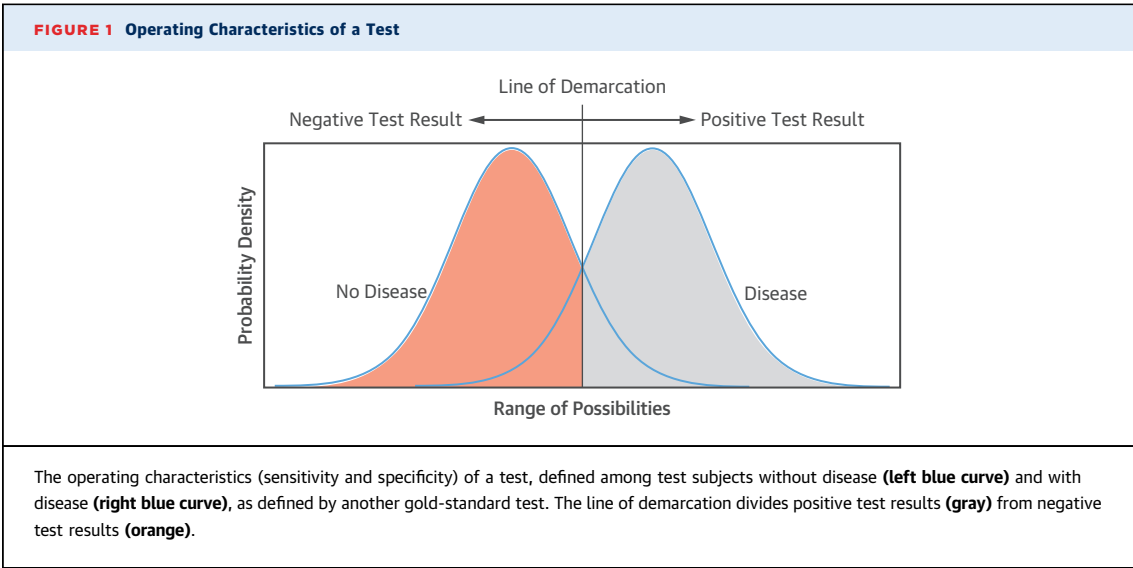 FIGURE 1 Operating Characteristics of a Test
Line of Demarcation
Negative Test Result
Positive Test Result
Probability Density
No Disease
Disease
Range of Possibilities
The operating characteristics (sensitivity and specificity) of a test, defined among test subjects without disease (left blue curve) and with
disease (right blue curve), as defined by another gold-standard test. The line of demarcation divides positive test results (gray) from negative
test results (orange).